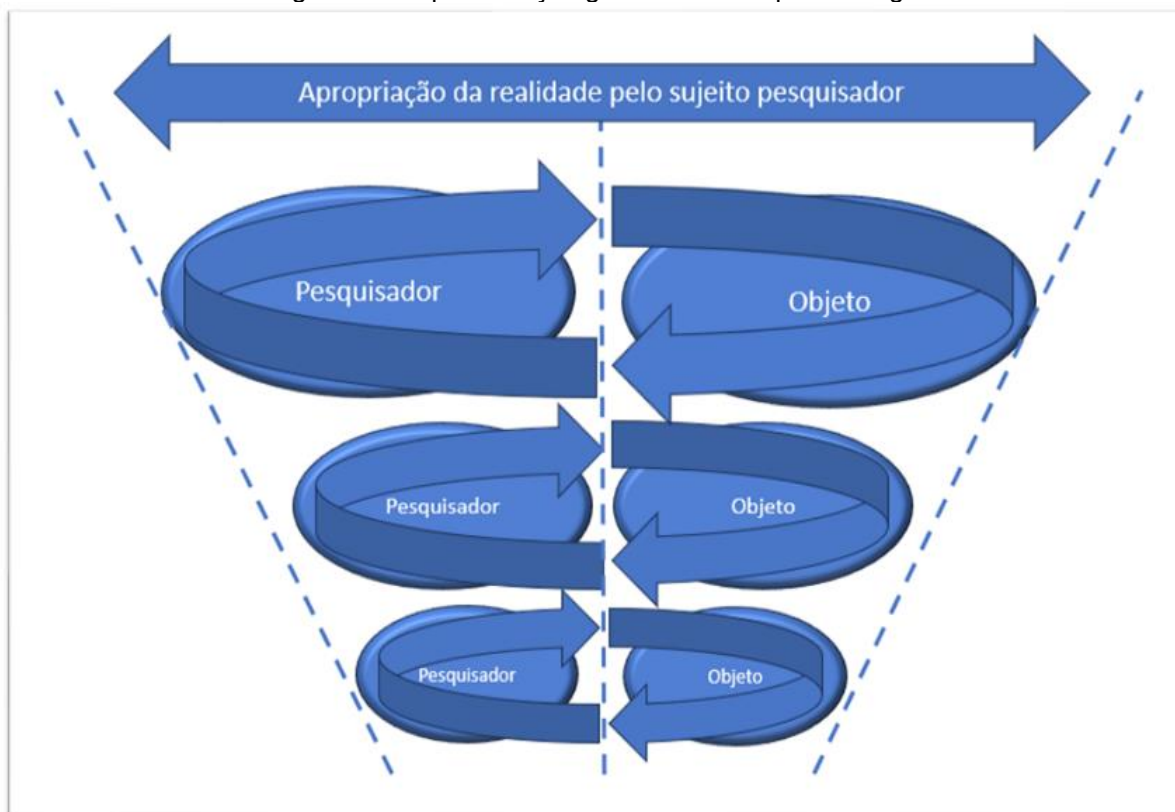 Apropriação da realidade pelo sujeito pesquisador
Pesquisador
Objeto
Pesquisador
Objeto
Pesquisador
Objeto